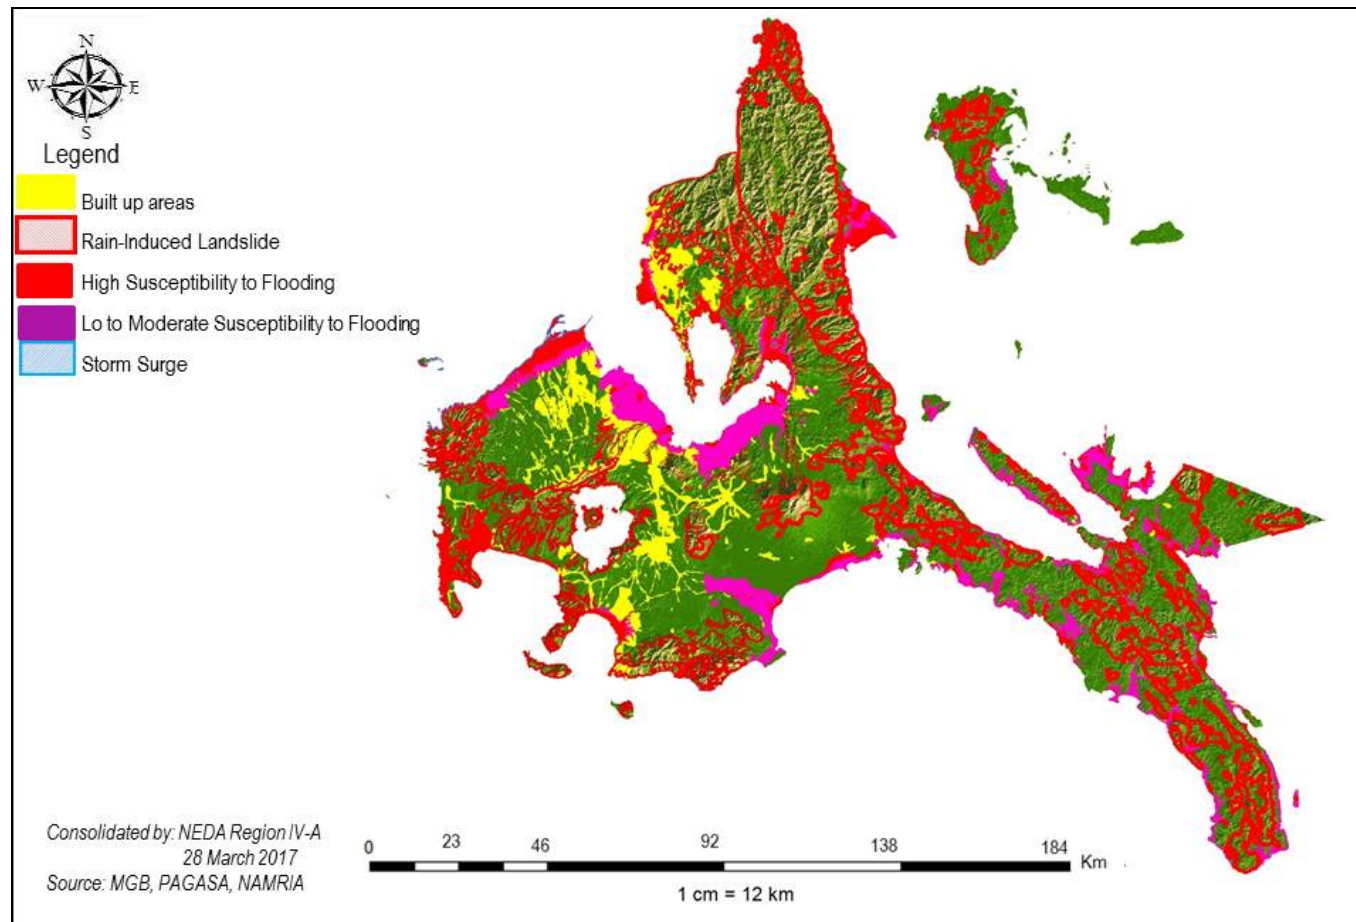 N
W E
S
Legend
Built up areas
Rain-Induced Landslide
High Susceptibility to Flooding
Lo to Moderate Susceptibility to Flooding
Storm Surge
Consolidated by: NEDA Region IV-A
28 March 2017
Source: MGB, PAGASA, NAMRIA
0 23 46 92 138 184 Km
1 cm = 12 km